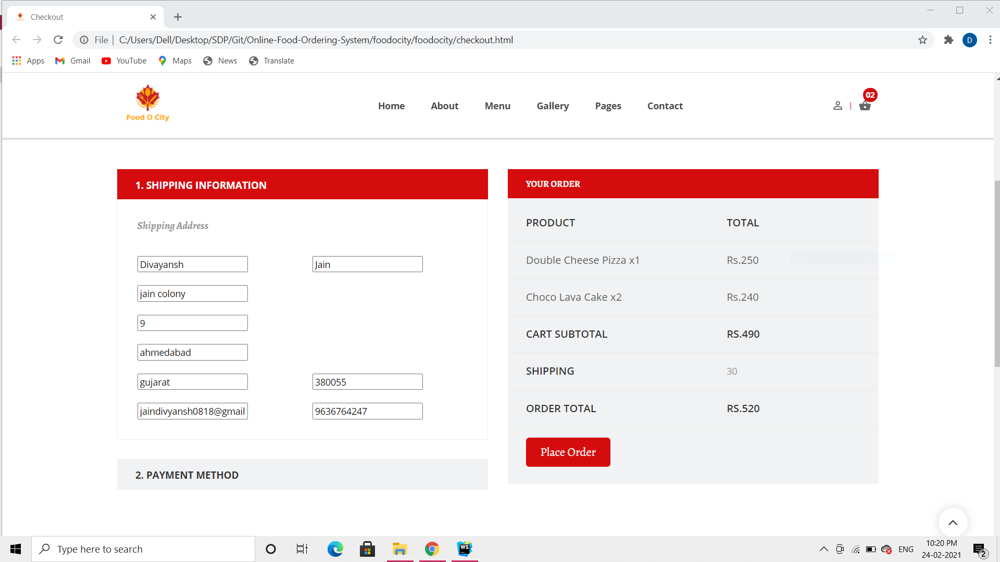 Checkout
File | C:/Users/Dell/Desktop/SDP/Git/Online-Food-Ordering-System/foodocity/foodocity/checkout.html
D
Apps Gmail YouTube Maps News Translate
Food O City
Home About Menu Gallery Pages Contact
02
1. SHIPPING INFORMATION
Shipping Address
Divayansh Jain
jain colony
9
ahmedabad
gujarat 380055
jaindivyansh0818@gmail 9636764247
2. PAYMENT METHOD
YOUR ORDER
PRODUCT TOTAL
Double Cheese Pizza x1 Rs.250
Choco Lava Cake x2 Rs.240
CART SUBTOTAL RS.490
SHIPPING 30
ORDER TOTAL RS.520
Place Order
Type here to search
WS
ENG
10:20 PM
24-02-2021
2